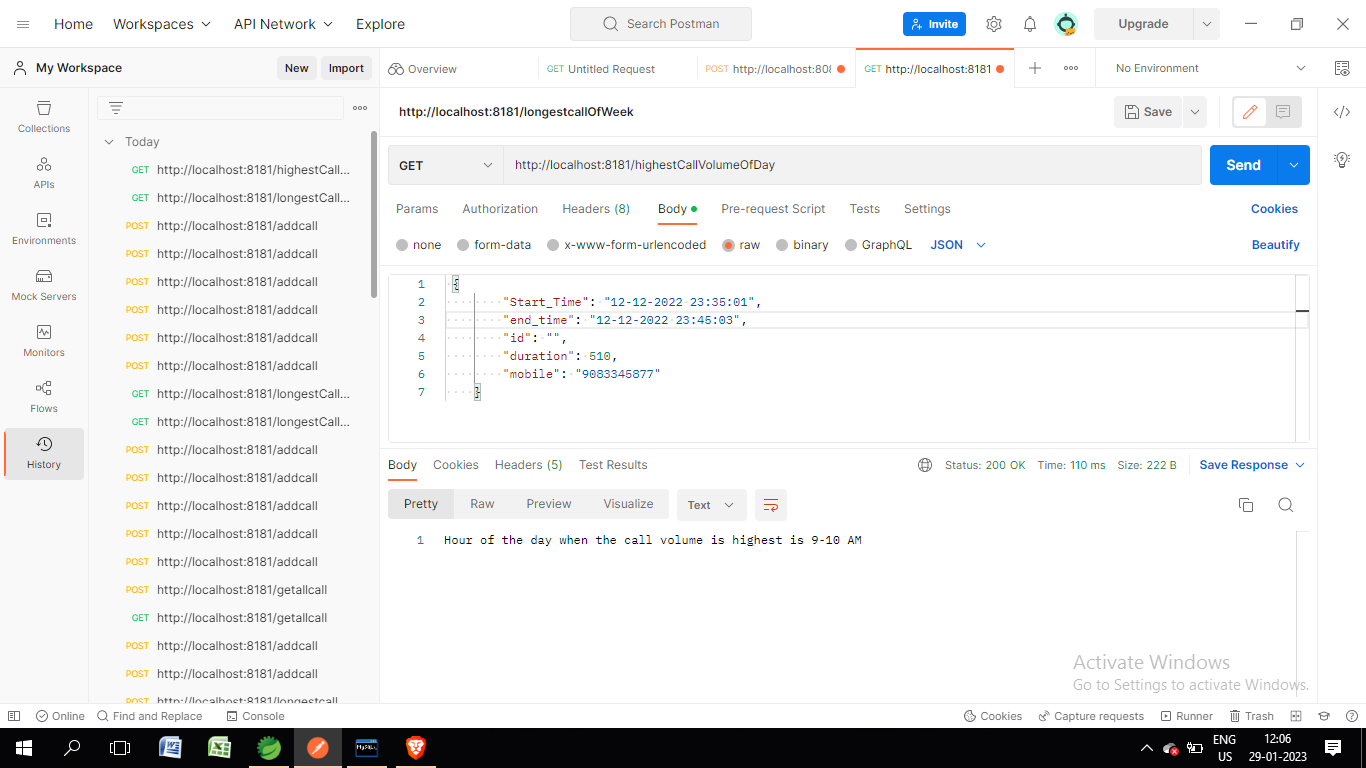 Home Workspaces API Network Explore Search Postman Invite Upgrade
My Workspace New Import Overview GET Untitled Request POST http://localhost:808 GET http://localhost:8181 No Environment
Collections
APIs
Environments
Mock Servers
Monitors
Flows
History
Today
GET http://localhost:8181/highestCall...
GET http://localhost:8181/longestCall...
POST http://localhost:8181/addcall
POST http://localhost:8181/addcall
POST http://localhost:8181/addcall
POST http://localhost:8181/addcall
POST http://localhost:8181/addcall
POST http://localhost:8181/addcall
GET http://localhost:8181/longestCall...
GET http://localhost:8181/longestCall...
POST http://localhost:8181/addcall
POST http://localhost:8181/addcall
POST http://localhost:8181/addcall
POST http://localhost:8181/addcall
POST http://localhost:8181/addcall
POST http://localhost:8181/getallcall
GET http://localhost:8181/getallcall
POST http://localhost:8181/addcall
POST http://localhost:8181/addcall
POST http://localhost:8181/longestcall
http://localhost:8181/longestcallOfWeek Save
GET http://localhost:8181/highestCallVolumeOfDay Send
Params Authorization Headers (8) Body Pre-request Script Tests Settings Cookies
none form-data x-www-form-urlencoded raw binary GraphQL JSON Beautify
1 {
2 "Start_Time": "12-12-2022 23:35:01",
3 "end_time": "12-12-2022 23:45:03",
4 "id": "",
5 "duration": 510,
6 "mobile": "9083345877"
7 }
Body Cookies Headers (5) Test Results Status: 200 OK Time: 110 ms Size: 222 B Save Response
Pretty Raw Preview Visualize Text
1 Hour of the day when the call volume is highest is 9-10 AM
Activate Windows
Go to Settings to activate Windows.
Online Find and Replace Console Cookies Capture requests Runner Trash
MySQL
ENG
US
12:06
29-01-2023